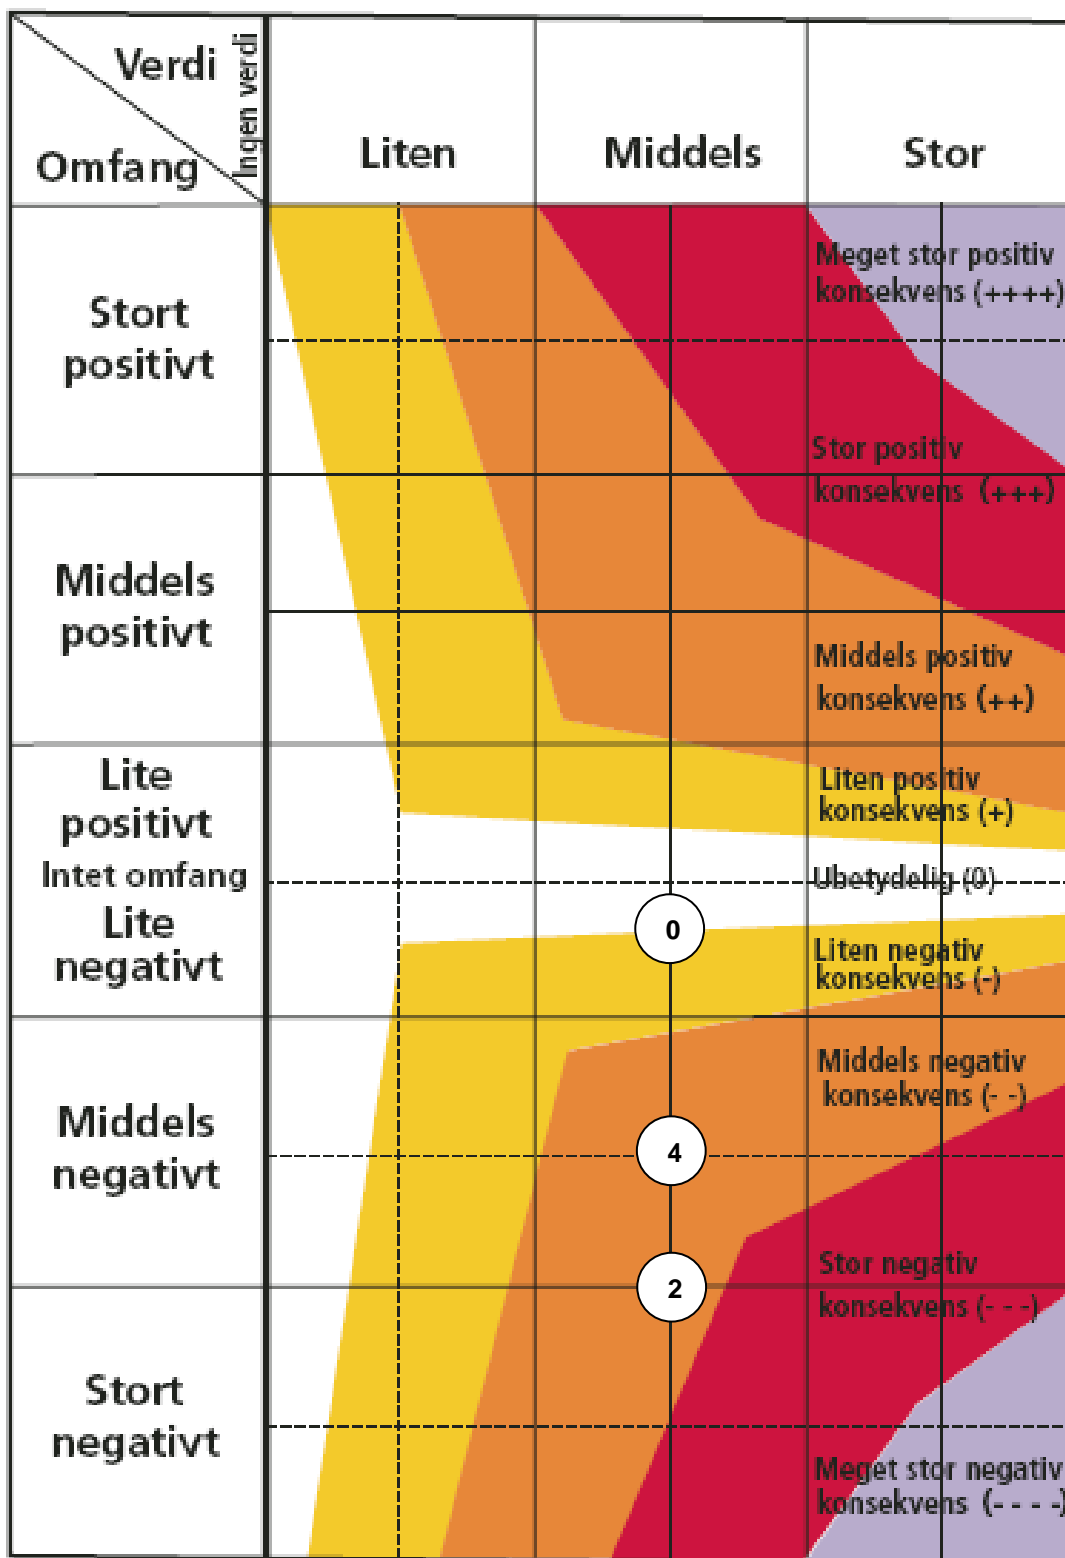 Verdi
Ingen verdi
Omfang
Liten
Middels
Stor
Stort
positivt
Meget stor positiv
konsekvens (++++)
Stor positiv
konsekvens (+++)
Middels
positivt
Middels positiv
konsekvens (++)
Lite
positivt
Liten positiv
konsekvens (+)
Intet omfang
Ubetydelig (0)
Lite
negativt
0
Liten negativ
konsekvens (-)
Middels
negativt
4
Middels negativ
konsekvens (- -)
2
Stor negativ
konsekvens (- - -)
Stort
negativt
Meget stor negativ
konsekvens (- - - -)